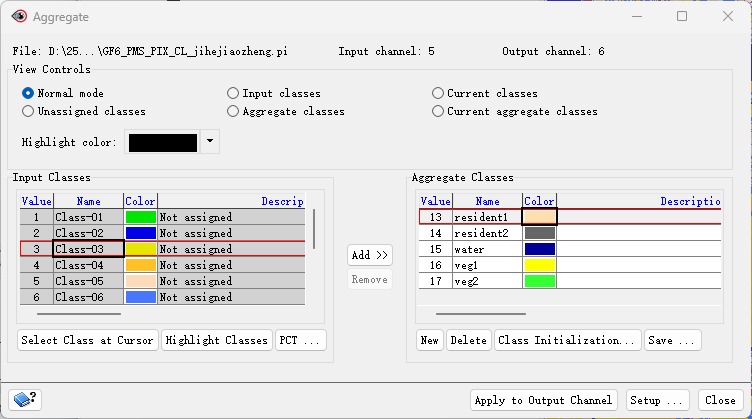 Aggregate
File: D:\25...\GF6_PMS_PIX_CL_jihejiaozheng.pi Input channel: 5 Output channel: 6
View Controls
Normal mode Input classes Current classes
Unassigned classes Aggregate classes Current aggregate classes
Highlight color:
Input Classes
Value Name Color Descrip
1 Class-01 Not assigned
2 Class-02 Not assigned
3 Class-03 Not assigned
4 Class-04 Not assigned
5 Class-05 Not assigned
6 Class-06 Not assigned
Select Class at Cursor Highlight Classes PCT ...
Add >>
Remove
Aggregate Classes
Value Name Color Descriptio
13 resident1
14 resident2
15 water
16 veg1
17 veg2
New Delete Class Initialization... Save ...
?
Apply to Output Channel Setup ... Close